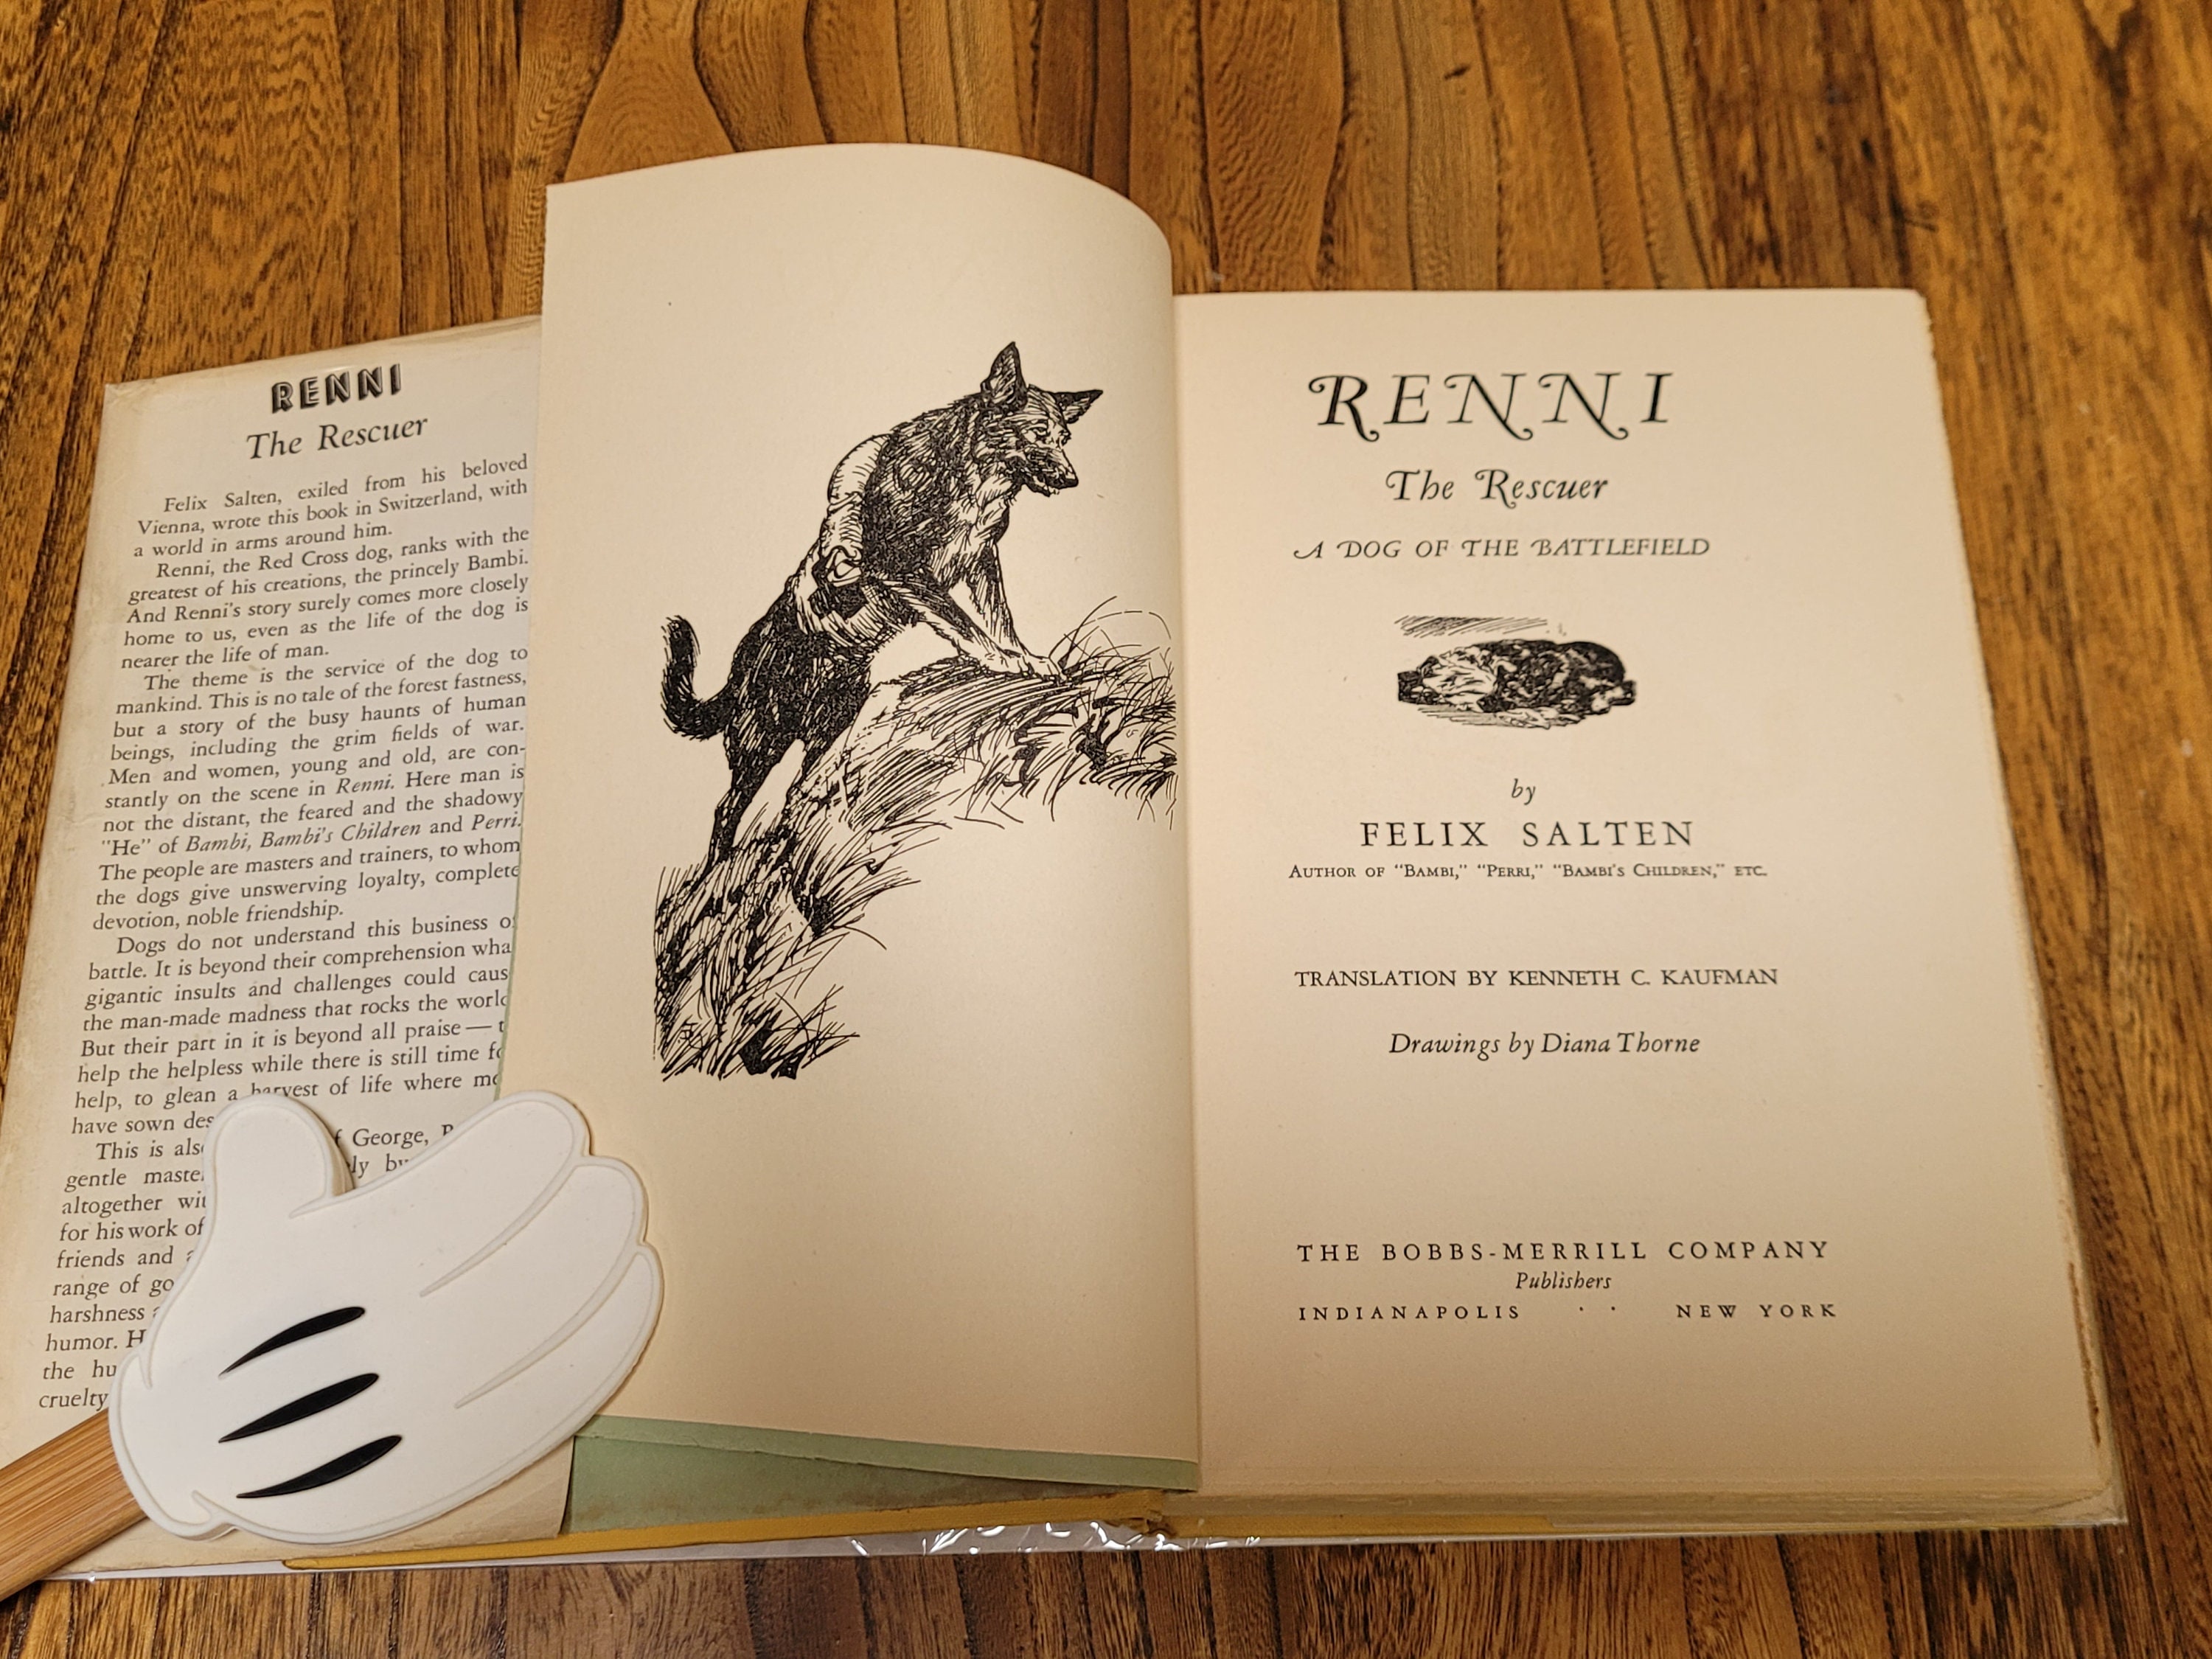 RENNI
The Rescuer
Felix Salten, exiled from his beloved
Vienna, wrote this book in Switzerland, with
a world in arms around him.
Renni, the Red Cross dog, ranks with the
greatest of his creations, the princely Bambi.
And Renni's story surely comes more closely
home to us, even as the life of the dog is
nearer the life of man.
The theme is the service of the dog to
mankind. This is no tale of the forest fastness,
but a story of the busy haunts of human
beings, including the grim fields of war.
Men and women, young and old, are con-
stantly on the scene in Renni. Here man is
not the distant, the feared and the shadowy
"He" of Bambi, Bambi's Children and Perri.
The people are masters and trainers, to whom
the dogs give unswerving loyalty, complete
devotion, noble friendship.
Dogs do not understand this business
battle. It is beyond their comprehension
gigantic insults and challenges could
the man-made madness that rocks the
But their part in it is beyond all praise —
help the helpless while there is still time
help, to glean a harvest of life where
have sown
This is
George,
gentle
altogether
for his work of
friends and
range of
harshness
humor.
the
cruelty
RENNI
The Rescuer
A DOG OF THE BATTLEFIELD
by
FELIX SALTEN
AUTHOR OF "BAMBI," "PERRI," "BAMBI'S CHILDREN," ETC.
TRANSLATION BY KENNETH C. KAUFMAN
Drawings by Diana Thorne
THE BOBBS-MERRILL COMPANY
Publishers
INDIANAPOLIS · · NEW YORK